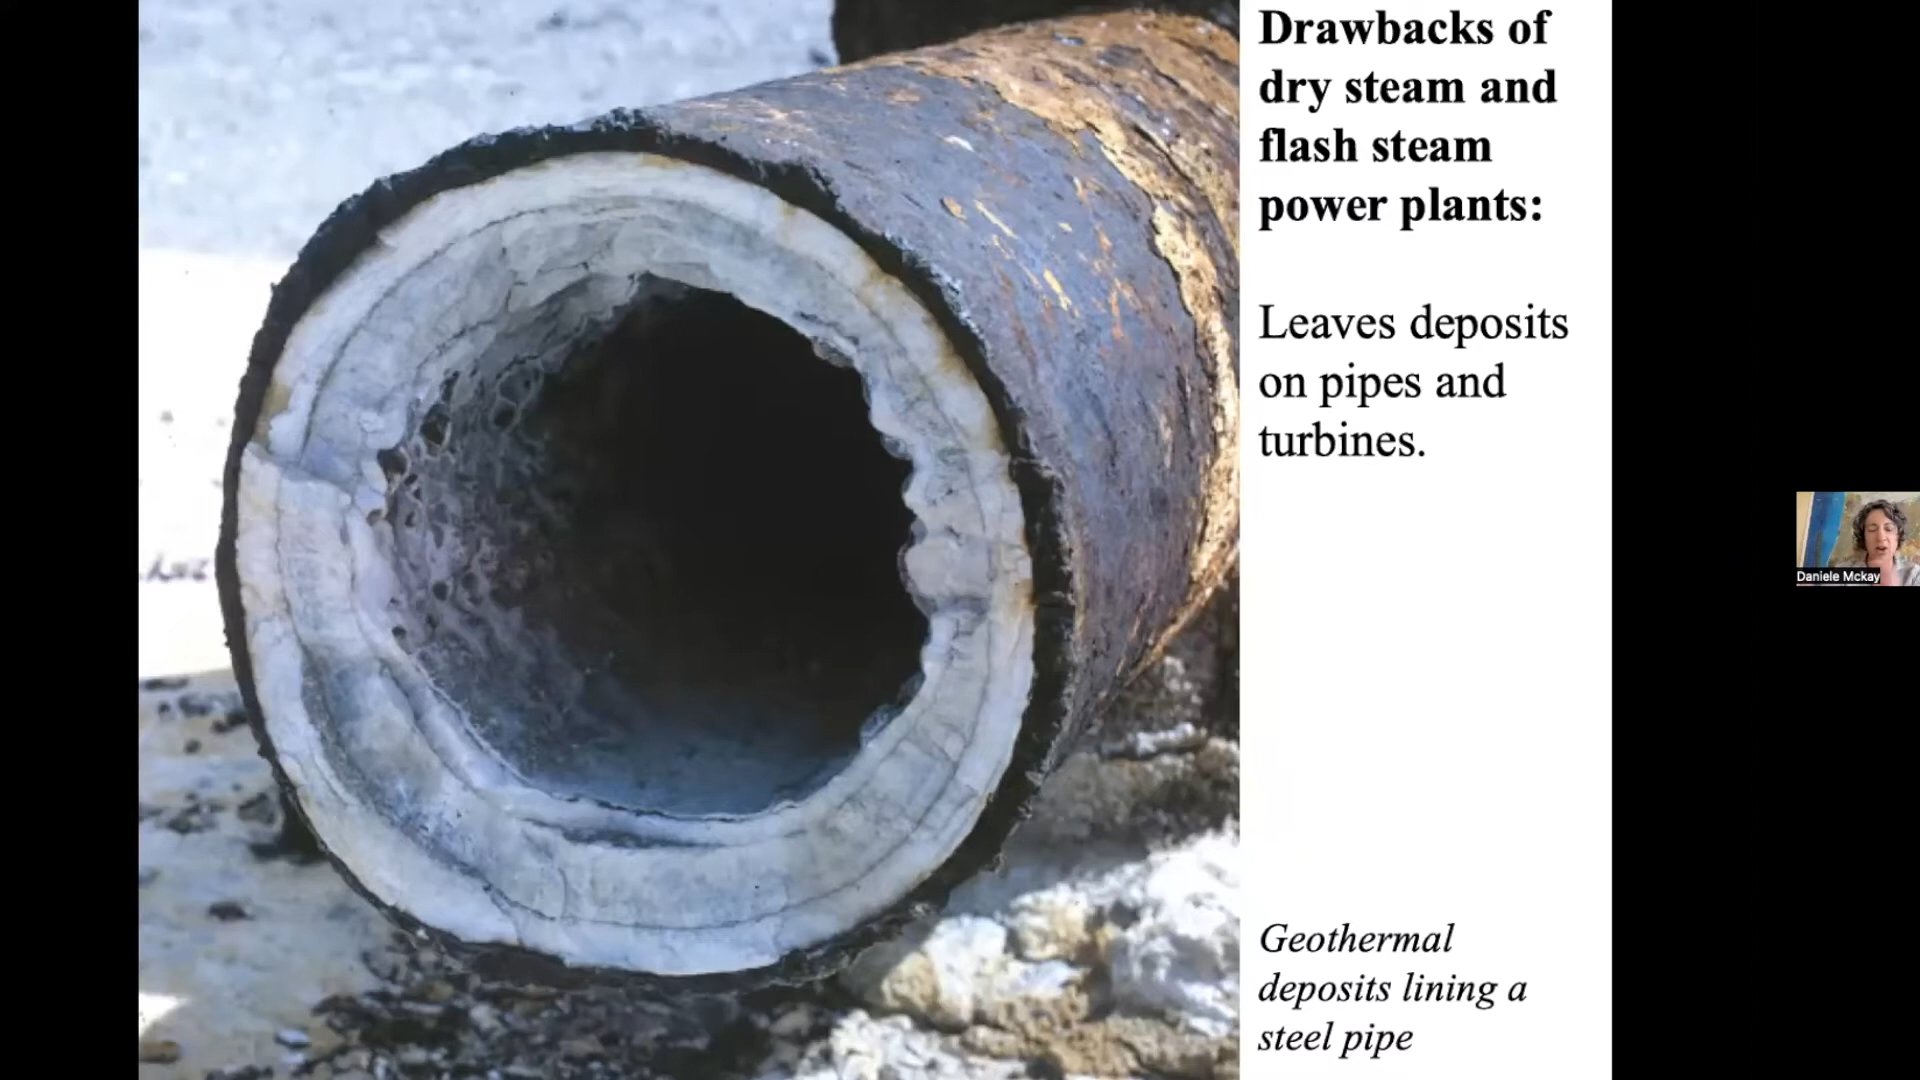 Drawbacks of
dry steam and
flash steam
power plants:
Leaves deposits
on pipes and
turbines.
Geothermal
deposits lining a
steel pipe
Daniele Mckay